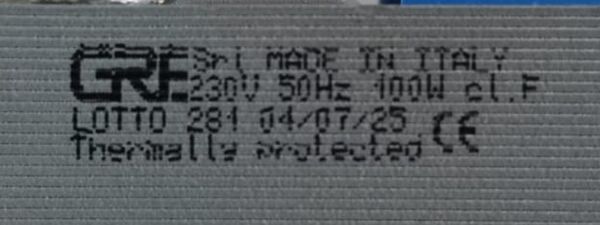 GRE Srl MADE IN ITALY
230V 50Hz 100W cl.F
LOTTO 281 04/07/25 CE
Thermally protected